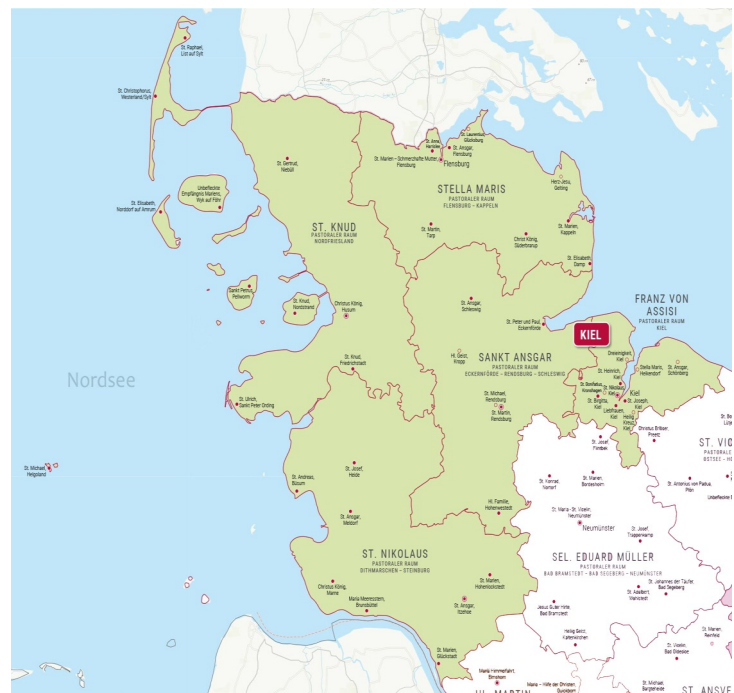 St. Raphael,
List auf Sylt
St. Christophorus,
Westerland/Sylt
St. Gertrud,
Niebüll
Unbefleckte
Empfängnis Mariens,
Wyk auf Föhr
St. Elisabeth,
Norddorf auf Amrum
ST. KNUD
PASTORALER RAUM
NORDFRIESLAND
Sankt Petrus,
Pellworm
St. Knud,
Nordstrand
Christus König,
Husum
St. Knud,
Friedrichstadt
St. Ulrich,
Sankt Peter Ording
Nordsee
St. Michael,
Helgoland
St. Laurentius,
Glücksburg
St. Ansgar,
Flensburg
St. Marien – Schmerzhafte Mutter,
Flensburg
Flensburg
STELLA MARIS
PASTORALER RAUM
FLENSBURG – KAPPELN
Herz-Jesu,
Gelting
St. Martin,
Tarp
Christ König,
Süderbrarup
St. Marien,
Kappeln
St. Elisabeth,
Damp
St. Ansgar,
Schleswig
St. Peter und Paul,
Eckernförde
Hl. Geist,
Kropp
SANKT ANSGAR
PASTORALER RAUM
ECKERNFÖRDE – RENDSBURG – SCHLESWIG
St. Michael,
Rendsburg
St. Martin,
Rendsburg
Hl. Familie,
Hohenwestedt
FRANZ VON
ASSISI
PASTORALER RAUM
KIEL
KIEL
Dreieinigkeit,
Kiel
St. Heinrich,
Kiel
Stella Maris,
Heikendorf
St. Ansgar,
Schönberg
St. Bonifatius,
Kronshagen
St. Nikolaus,
Kiel
Kiel
St. Birgitta,
Kiel
St. Joseph,
Kiel
Liebfrauen,
Kiel
Heilig
Kreuz,
Kiel
St. Josef,
Flintbek
Christus Erlöser,
Preetz
St. Antonius von Padua,
Plön
St. Andreas,
Büsum
St. Josef,
Heide
St. Ansgar,
Meldorf
ST. NIKOLAUS
PASTORALER RAUM
DITHMARSCHEN – STEINBURG
Christus König,
Marne
Maria Meeresstern,
Brunsbüttel
St. Marien,
Hohenlockstedt
St. Ansgar,
Itzehoe
St. Marien,
Glückstadt
St. Konrad,
Nortorf
St. Marien,
Bordesholm
St. Maria - St. Vicelin,
Neumünster
Neumünster
St. Josef,
Trappenkamp
SEL. EDUARD MÜLLER
PASTORALER RAUM
BAD BRAMSTEDT – BAD SEGEBERG – NEUMÜNSTER
St. Johannes der Täufer,
Bad Segeberg
St. Adalbert,
Wahlstedt
Jesus Guter Hirte,
Bad Bramstedt
Heilig Geist,
Kaltenkirchen
St. Marien,
Reinfeld
St. Vicelin,
Bad Oldesloe
Maria Himmelfahrt,
Elmshorn
Maria – Hilfe der Christen,
Quickborn
St. Michael,
Bargteheide